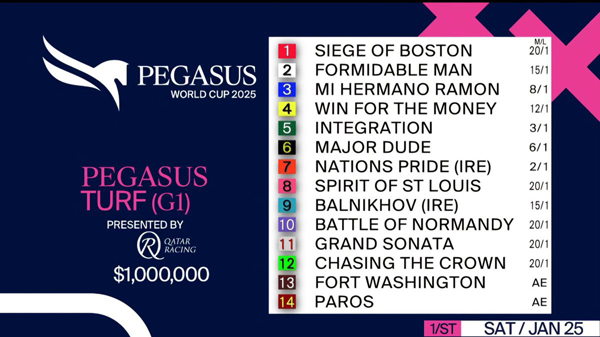 PEGASUS
WORLD CUP 2025
PEGASUS
TURF (G1)
PRESENTED BY
QATAR
RACING
$1,000,000
M/L
1 SIEGE OF BOSTON 20/1
2 FORMIDABLE MAN 15/1
3 MI HERMANO RAMON 8/1
4 WIN FOR THE MONEY 12/1
5 INTEGRATION 3/1
6 MAJOR DUDE 6/1
7 NATIONS PRIDE (IRE) 2/1
8 SPIRIT OF ST LOUIS 20/1
9 BALNIKHOV (IRE) 15/1
10 BATTLE OF NORMANDY 20/1
11 GRAND SONATA 20/1
12 CHASING THE CROWN 20/1
13 FORT WASHINGTON AE
14 PAROS AE
1/ST SAT / JAN 25